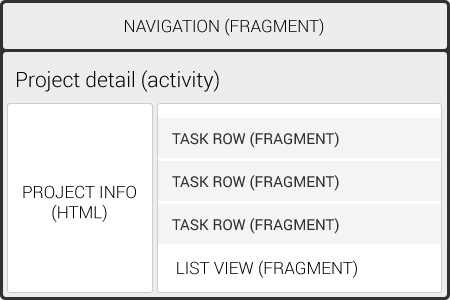 NAVIGATION (FRAGMENT)
Project detail (activity)
PROJECT INFO
(HTML)
TASK ROW (FRAGMENT)
TASK ROW (FRAGMENT)
TASK ROW (FRAGMENT)
LIST VIEW (FRAGMENT)